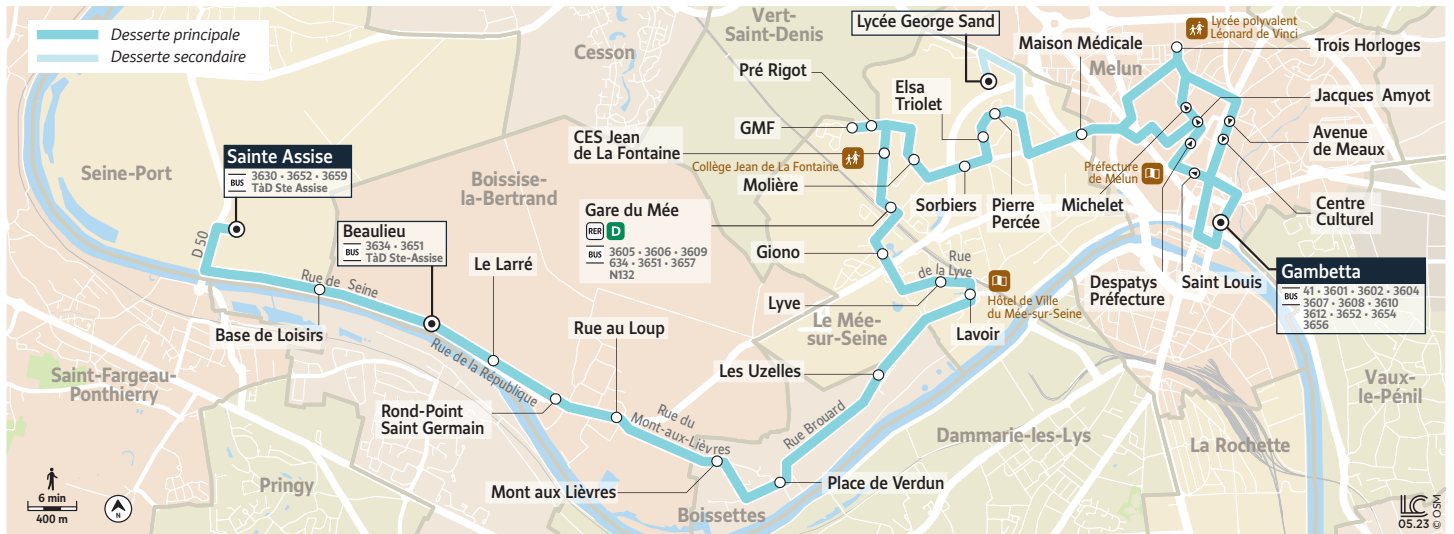 Desserte principale
Desserte secondaire
Vert-
Saint-Denis
Cesson
Lycée George Sand
Maison Médicale
Melun
Lycée polyvalent
Léonard de Vinci
Trois Horloges
Pré Rigot
Elsa
Triolet
Jacques Amyot
GMF
CES Jean
de La Fontaine
Collège Jean de La Fontaine
Avenue
de Meaux
Seine-Port
Sainte Assise
BUS
3630 • 3652 • 3659
TàD Ste Assise
Boissise-
la-Bertrand
Molière
Préfecture
de Melun
Sorbiers
Pierre
Percée
Michelet
Centre
Culturel
Gare du Mée
RER D
BUS
3605 • 3606 • 3609
634 • 3651 • 3657
N132
D 50
Beaulieu
BUS
3634 • 3651
TàD Ste-Assise
Giono
Rue
de la Lyve
Le Larré
Rue de Seine
Lyve
Hôtel de Ville
du Mée-sur-Seine
Despatys
Préfecture
Saint Louis
Gambetta
BUS
41 • 3601 • 3602 • 3604
3607 • 3608 • 3610
3612 • 3652 • 3654
3656
Base de Loisirs
Rue au Loup
Le Mée-
sur-Seine
Lavoir
Rue de la République
Saint-Fargeau-
Ponthierry
Les Uzelles
Vaux-
le-Pénil
Rond-Point
Saint Germain
Rue du
Mont-aux-Lièvres
Rue Brouard
Dammarie-les-Lys
La Rochette
Pringy
Mont aux Lièvres
Place de Verdun
Boissettes
6 min
400 m
N
LC
05.23
© OSM